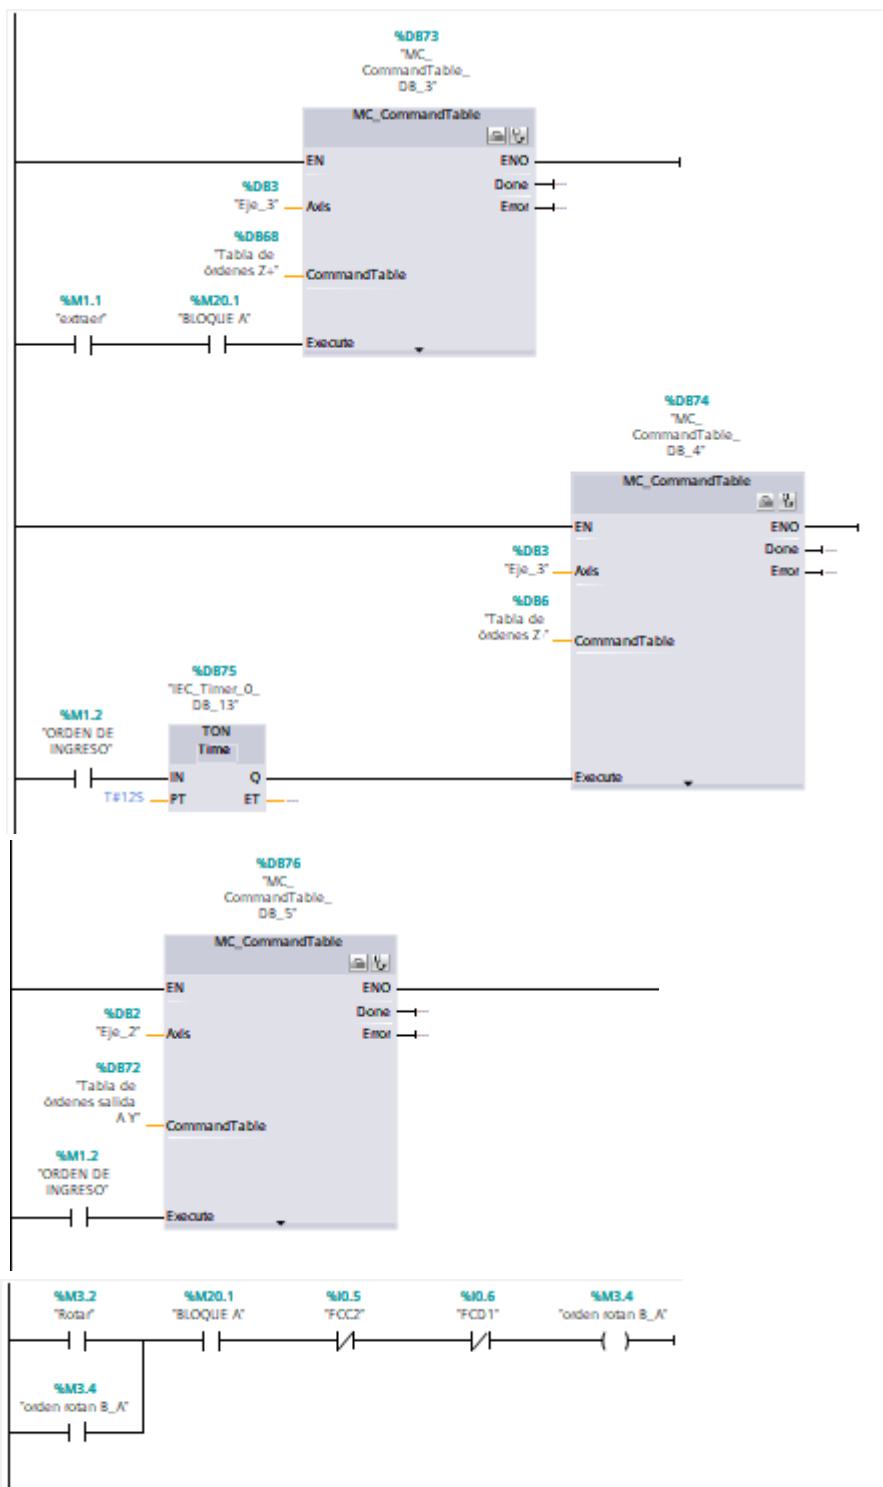 %DB73
"MC_
CommandTable_
DB_3"
MC_CommandTable
EN
ENO
%DB3
Done
"Eje_3"
Axis
Error
%DB68
"Tabla de
órdenes Z+"
CommandTable
%M1.1
%M20.1
"extraer"
"BLOQUE A"
Execute
%DB74
"MC_
CommandTable_
DB_4"
MC_CommandTable
EN
ENO
%DB3
Done
"Eje_3"
Axis
Error
%DB6
"Tabla de
órdenes Z-"
CommandTable
%DB75
"IEC_Timer_0_
DB_13"
%M1.2
"ORDEN DE
INGRESO"
TON
Time
IN
Q
Execute
T#12S
PT
ET
%DB76
"MC_
CommandTable_
DB_5"
MC_CommandTable
EN
ENO
%DB2
Done
"Eje_2"
Axis
Error
%DB72
"Tabla de
órdenes salida
A Y"
CommandTable
%M1.2
"ORDEN DE
INGRESO"
Execute
%M3.2
%M20.1
%I0.5
%I0.6
%M3.4
"Rotar"
"BLOQUE A"
"FCC2"
"FCD1"
"orden rotan B_A"
%M3.4
"orden rotan B_A"